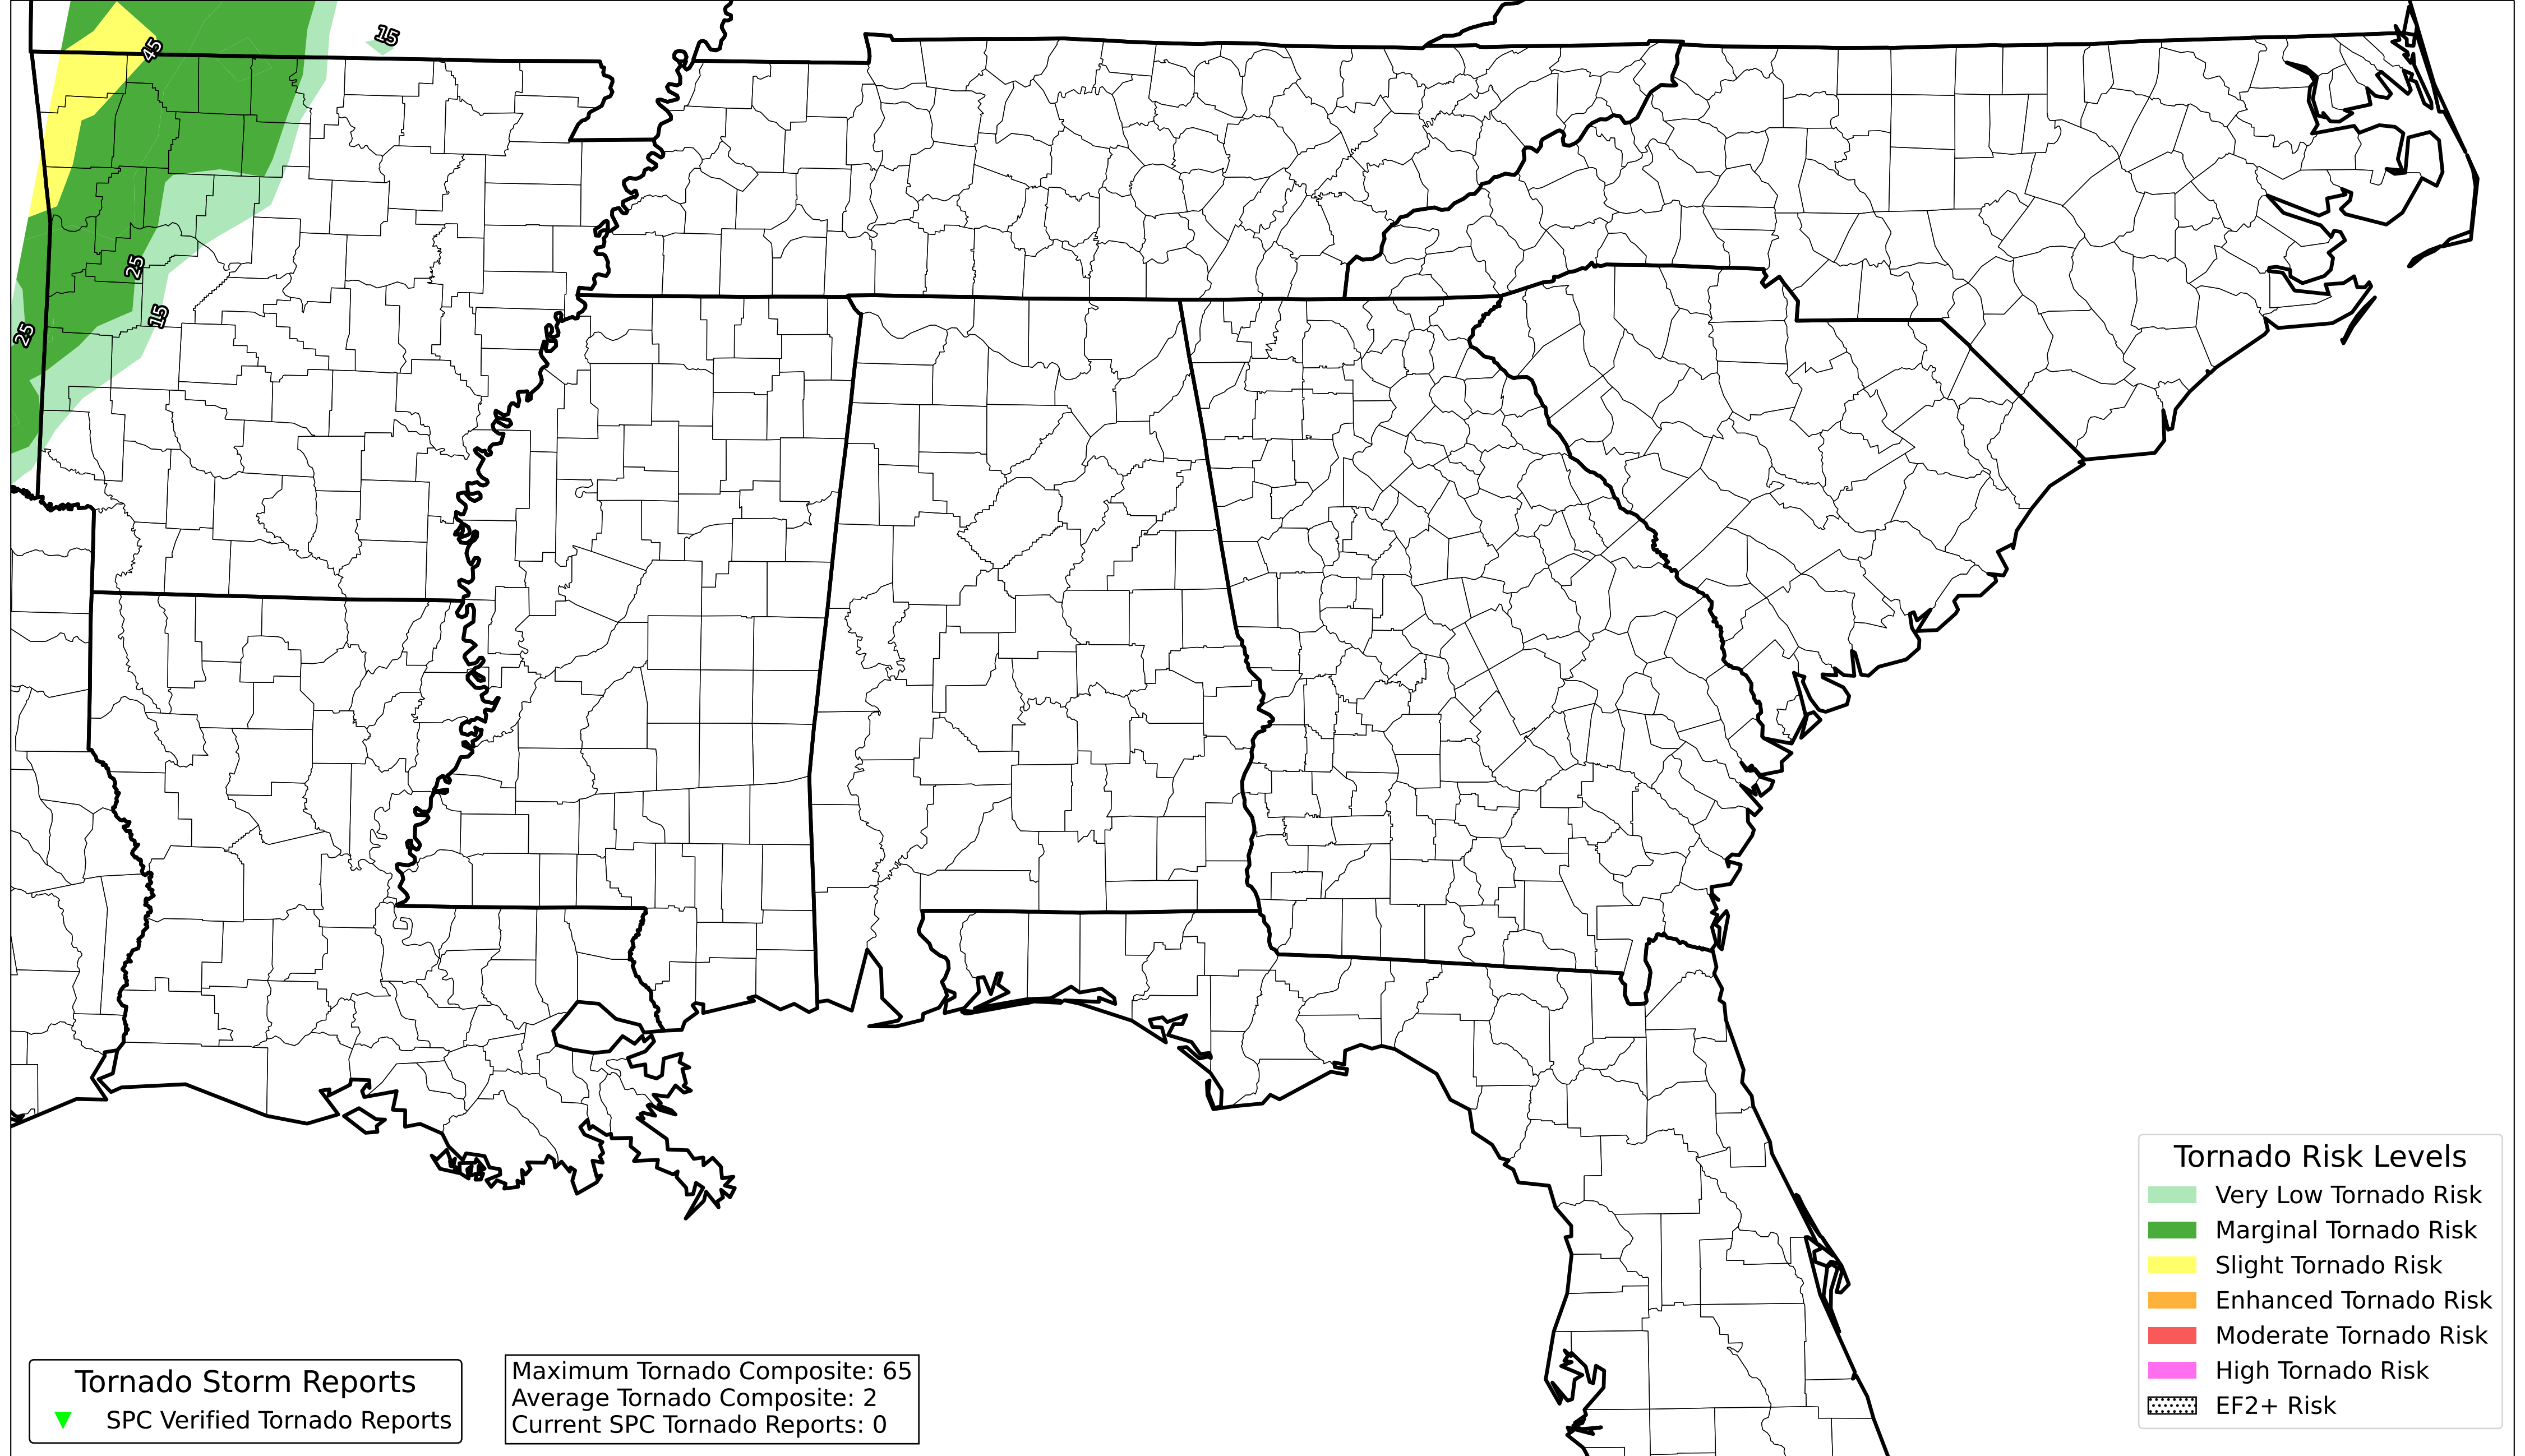 15
45
25
15
25
Tornado Risk Levels
Very Low Tornado Risk
Marginal Tornado Risk
Slight Tornado Risk
Enhanced Tornado Risk
Moderate Tornado Risk
High Tornado Risk
EF2+ Risk
Tornado Storm Reports
SPC Verified Tornado Reports
Maximum Tornado Composite: 65
Average Tornado Composite: 2
Current SPC Tornado Reports: 0